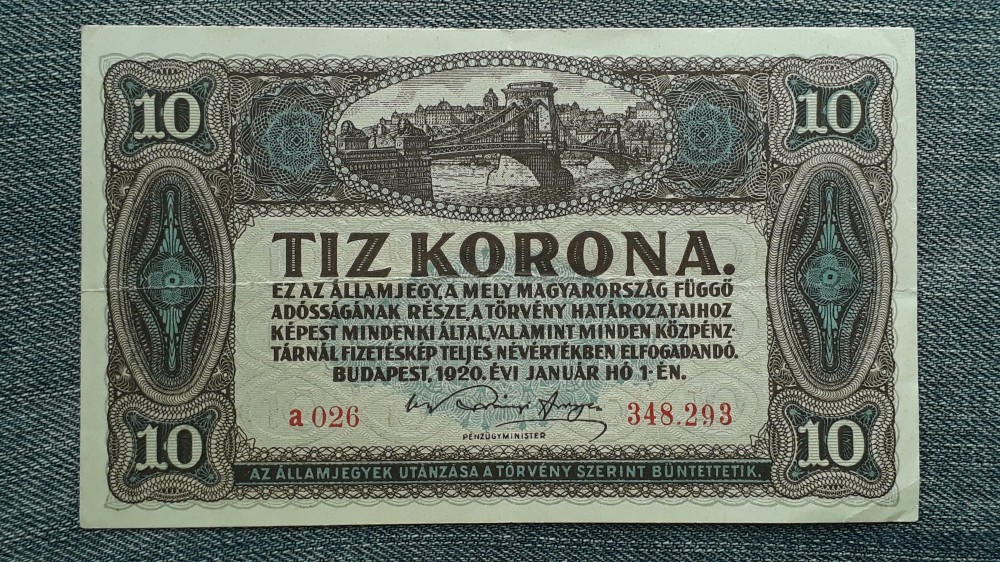 10 10
TIZ KORONA.
EZ AZ ÁLLAMJEGY, A MELY MAGYARORSZÁG FÜGGŐ
ADÓSSÁGÁNAK RÉSZE, A TÖRVÉNY HATÁROZATAIHOZ
KÉPEST MINDENKI ÁLTAL, VALAMINT MINDEN KÖZPÉNZ-
TÁRNÁL FIZETÉSKÉP TELJES NÉVÉRTÉKBEN ELFOGADANDÓ.
BUDAPEST, 1920. ÉVI JANUÁR HÓ 1-ÉN.
a 026 348.293
PÉNZÜGYMINISTER
10 10
AZ ÁLLAMJEGYEK UTÁNZÁSA A TÖRVÉNY SZERINT BÜNTETTETIK.